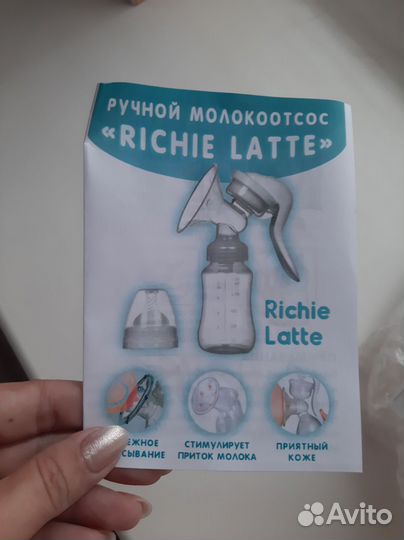 РУЧНОЙ МОЛОКООТСОС
«RICHIE LATTE»
Richie
Latte
СТИМУЛИРУЕТ
ПРИТОК МОЛОКА
ПРИЯТНЫЙ
КОЖЕ
Avito